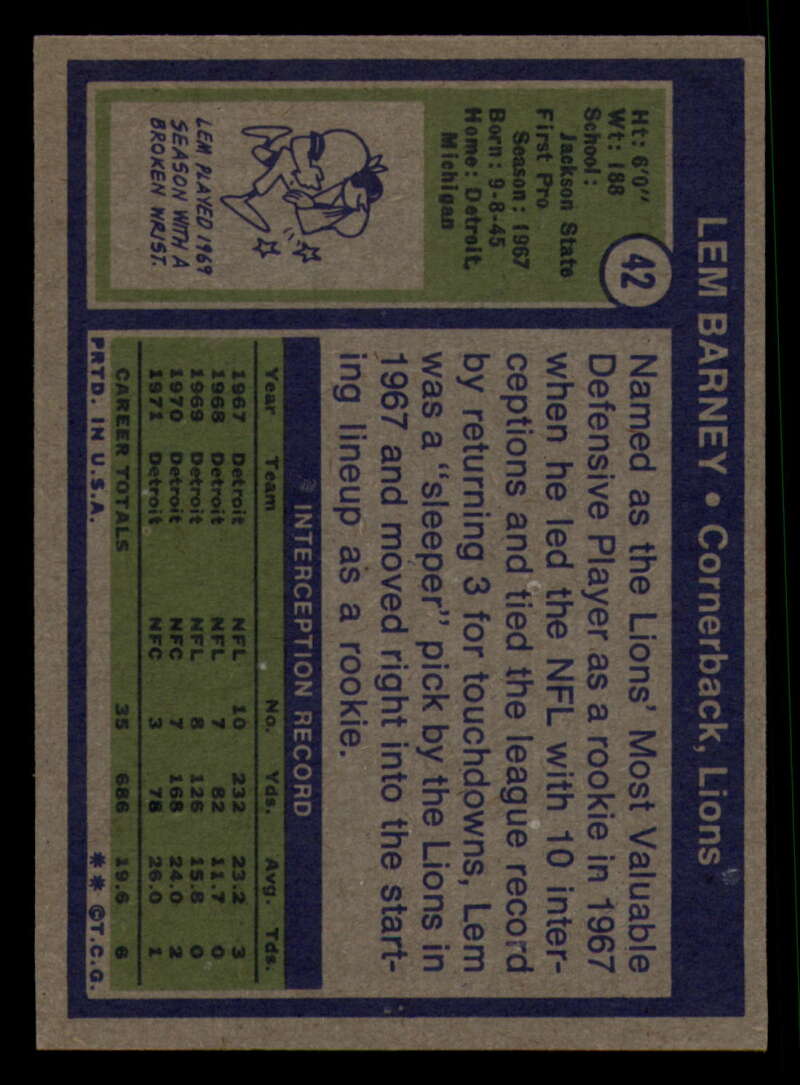 LEM BARNEY • Cornerback, Lions
42
Ht: 6'0"
Wt: 188
School:
Jackson State
First Pro
Season: 1967
Born: 9-8-45
Home: Detroit,
Michigan
LEM PLAYED 1969
SEASON WITH A
BROKEN WRIST.
Named as the Lions' Most Valuable
Defensive Player as a rookie in 1967
when he led the NFL with 10 inter-
ceptions and tied the league record
by returning 3 for touchdowns, Lem
was a "sleeper" pick by the Lions in
1967 and moved right into the start-
ing lineup as a rookie.
INTERCEPTION RECORD
Year Team No. Yds. Avg. Tds.
1967 Detroit NFL 10 232 23.2 3
1968 Detroit NFL 7 82 11.7 0
1969 Detroit NFL 8 126 15.8 0
1970 Detroit NFC 7 168 24.0 2
1971 Detroit NFC 3 78 26.0 1
CAREER TOTALS 35 686 19.6 6
PRTD. IN U.S.A. ** ©T.C.G.